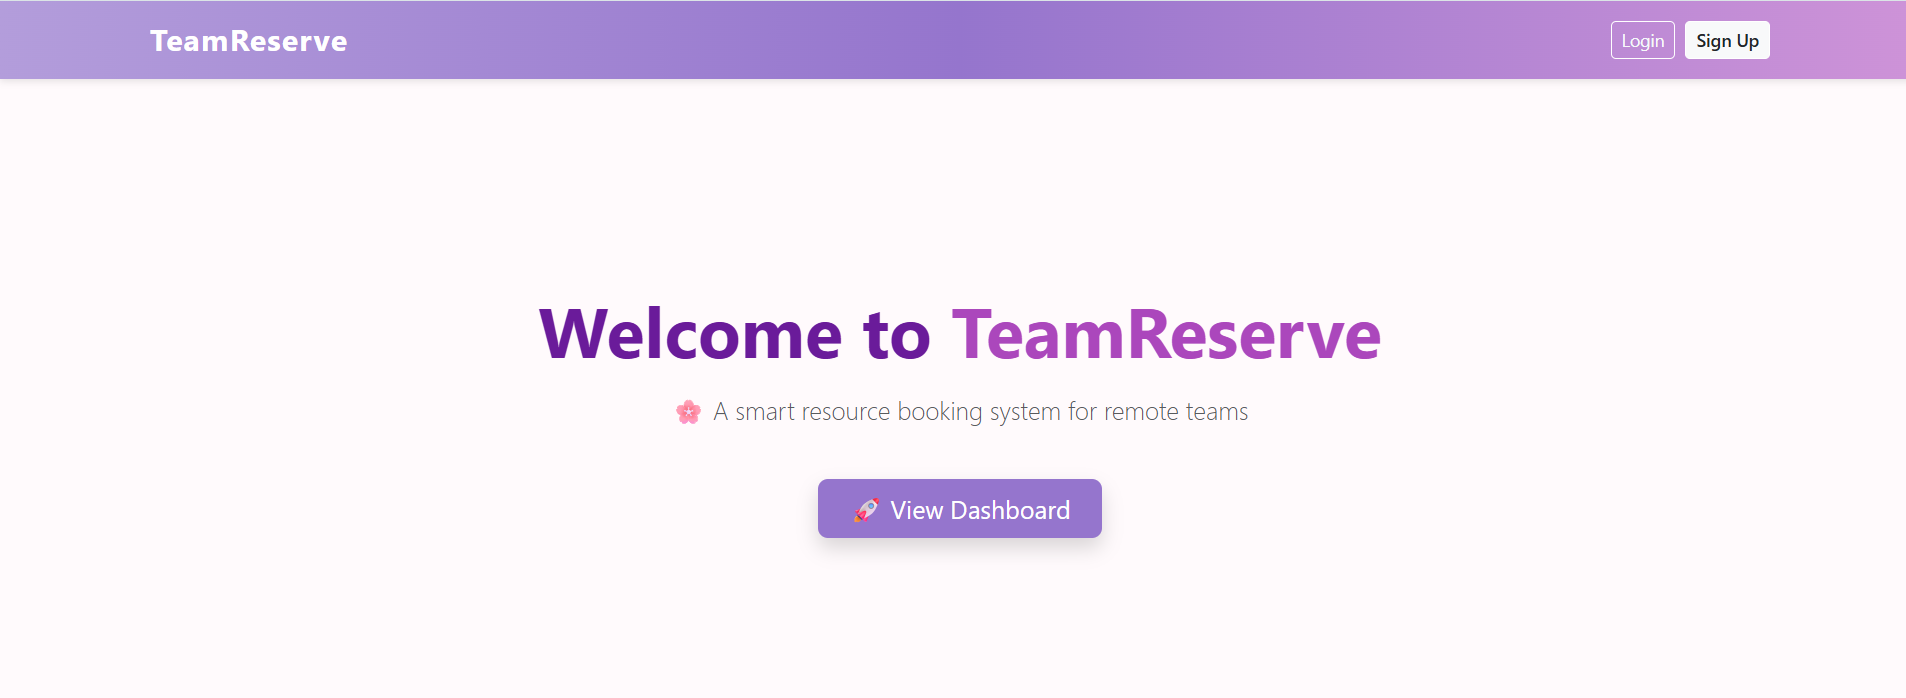 TeamReserve
Login
Sign Up
Welcome to TeamReserve
🌸 A smart resource booking system for remote teams
🚀 View Dashboard